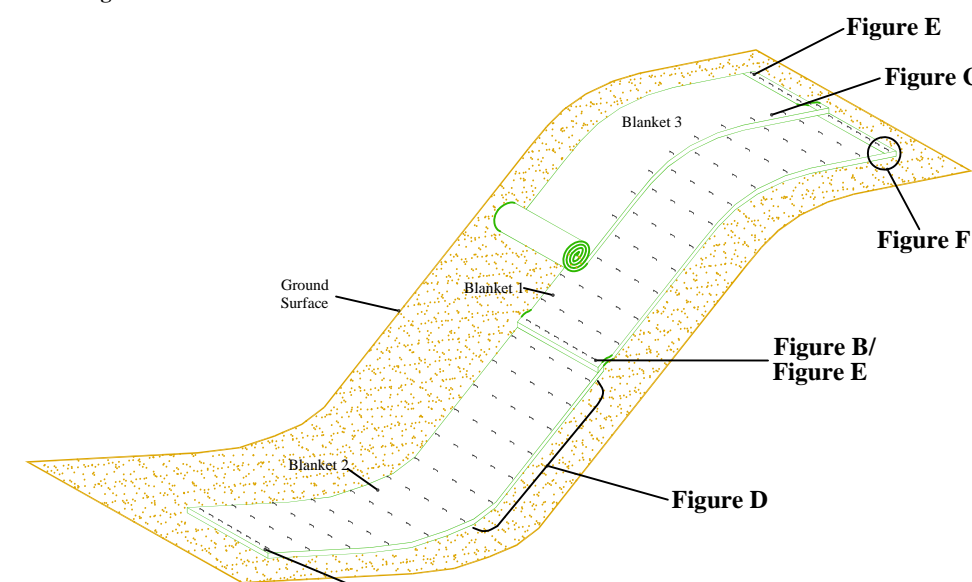 Figure E
Figure
Blanket 3
Figure F
Ground
Surface
Blanket 1
Figure B/
Figure E
Blanket 2
Figure D